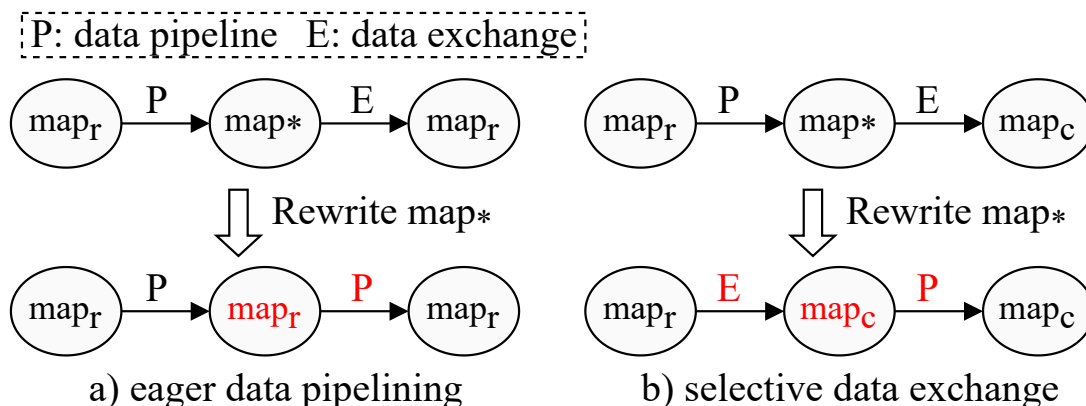 P: data pipeline E: data exchange
map_r P map* E map_r
Rewrite map*
map_r P map_r P map_r
a) eager data pipelining
map_r P map* E map_c
Rewrite map*
map_r E map_c P map_c
b) selective data exchange